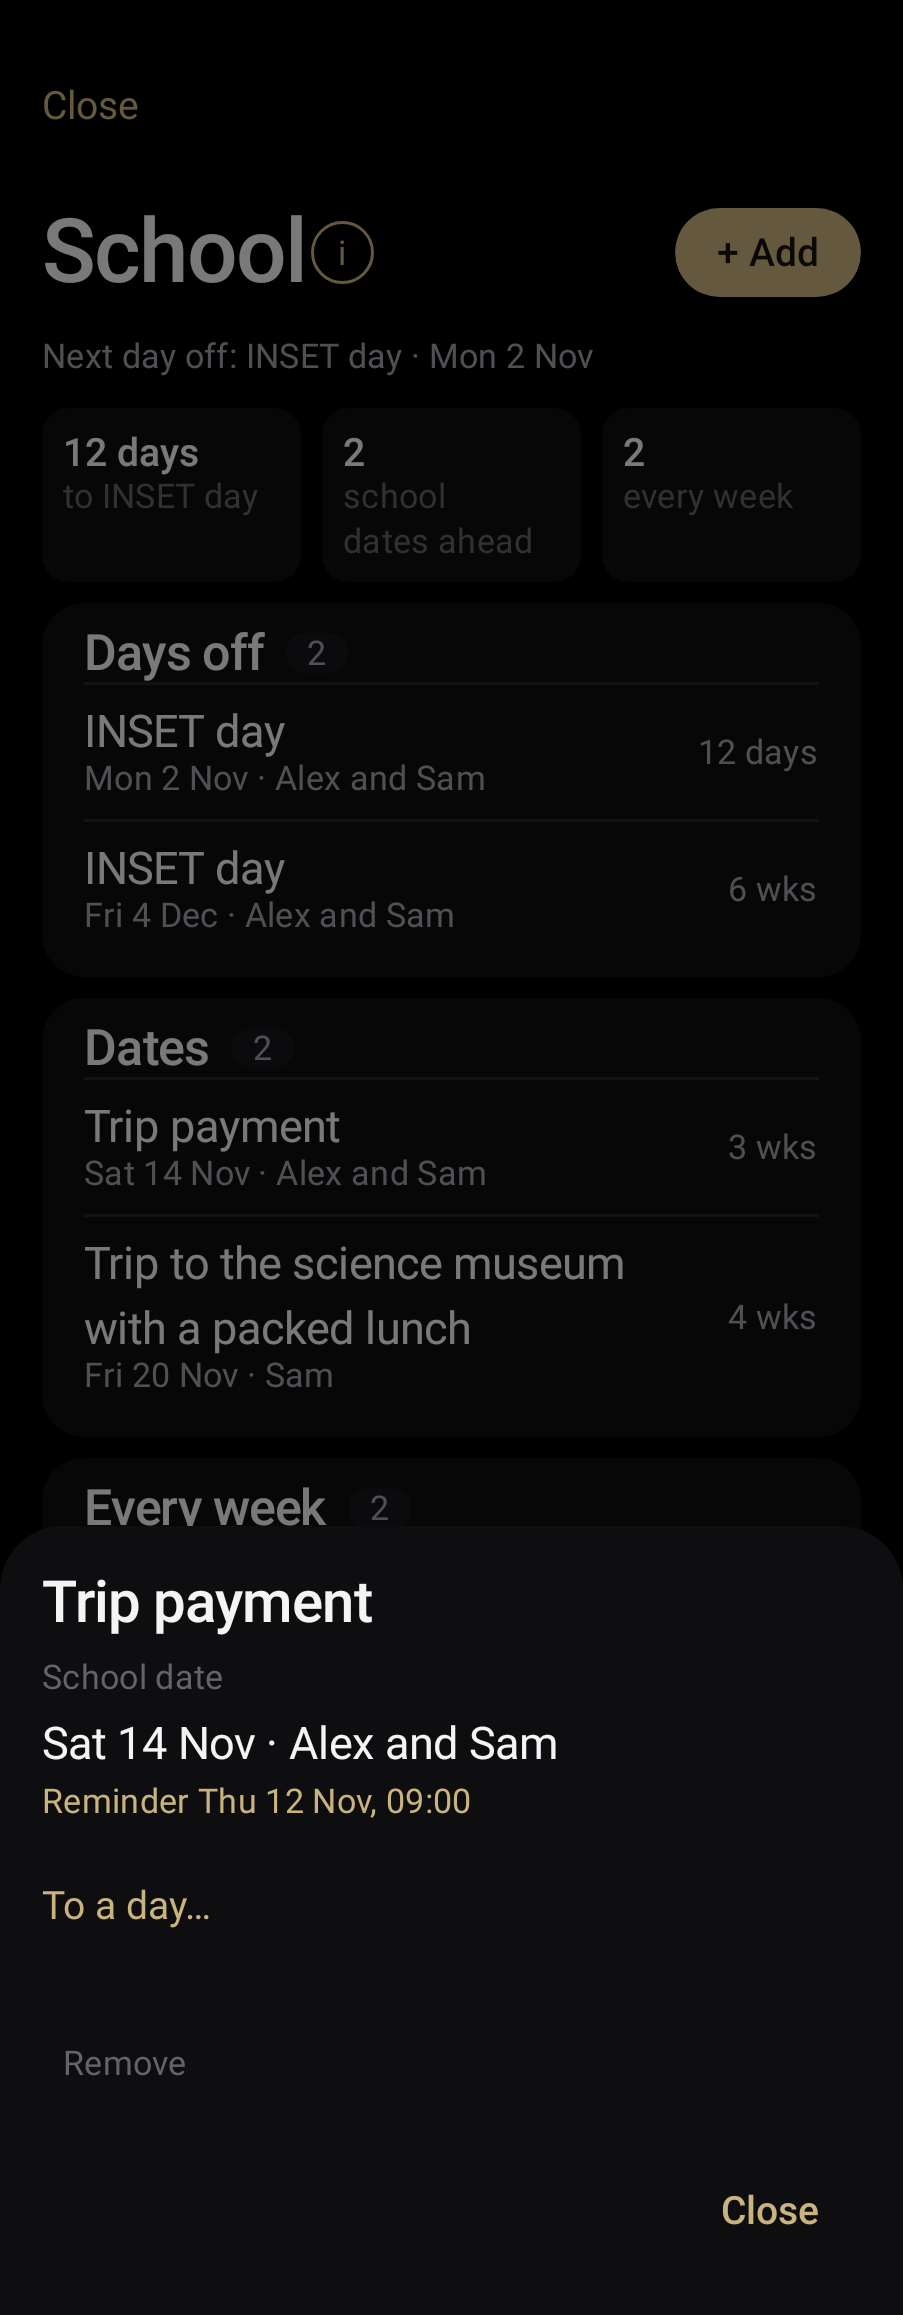 Close
School i
+ Add
Next day off: INSET day · Mon 2 Nov
12 days
to INSET day
2
school
dates ahead
2
every week
Days off 2
INSET day
Mon 2 Nov · Alex and Sam
12 days
INSET day
Fri 4 Dec · Alex and Sam
6 wks
Dates 2
Trip payment
Sat 14 Nov · Alex and Sam
3 wks
Trip to the science museum
with a packed lunch
Fri 20 Nov · Sam
4 wks
Every week 2
Trip payment
School date
Sat 14 Nov · Alex and Sam
Reminder Thu 12 Nov, 09:00
To a day…
Remove
Close